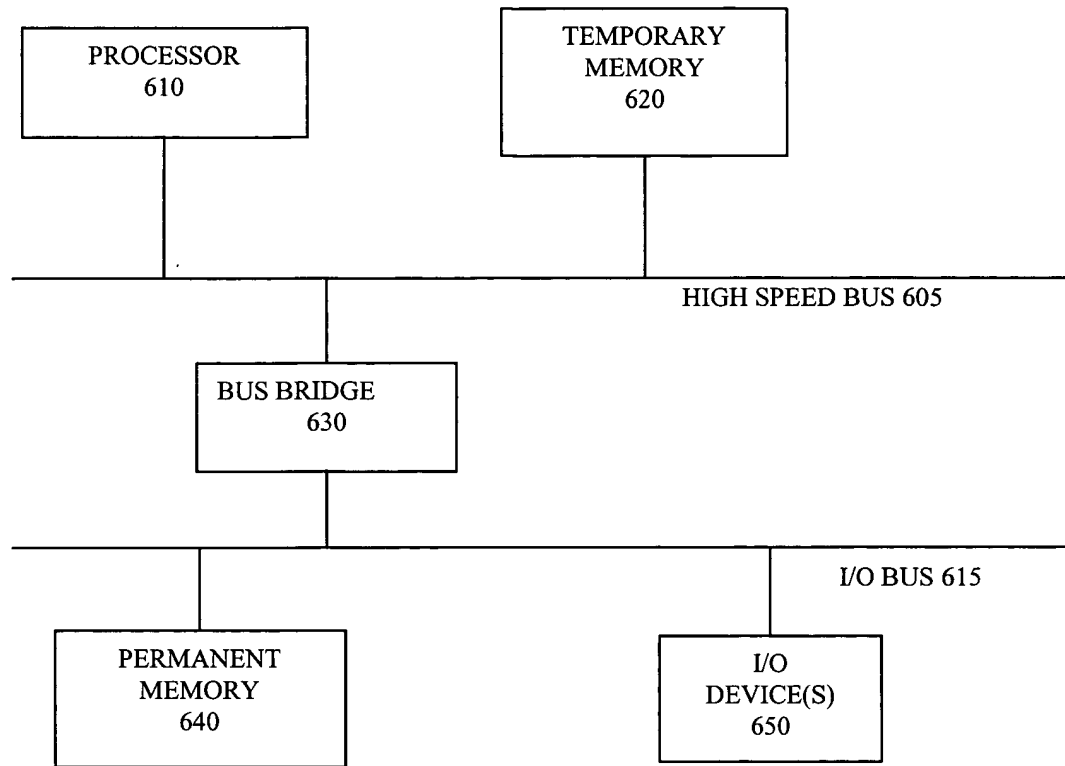 PROCESSOR
610
TEMPORARY
MEMORY
620
HIGH SPEED BUS 605
BUS BRIDGE
630
I/O BUS 615
PERMANENT
MEMORY
640
I/O
DEVICE(S)
650